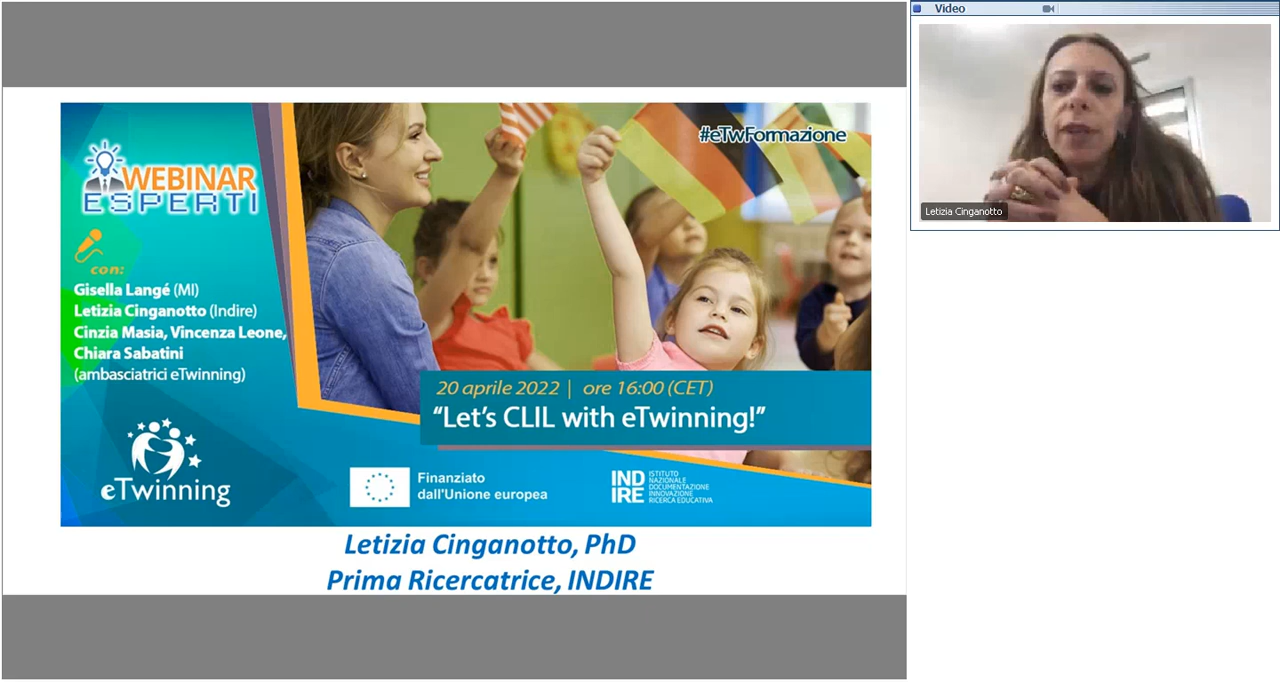 #eTwFormazione
WEBINAR
ESPERTI
con:
Gisella Langé (MI)
Letizia Cinganotto (Indire)
Cinzia Masia, Vincenza Leone,
Chiara Sabatini
(ambasciatrici eTwinning)
20 aprile 2022 | ore 16:00 (CET)
“Let’s CLIL with eTwinning!”
eTwinning
Finanziato
dall'Unione europea
IND
IRE
ISTITUTO
NAZIONALE
DOCUMENTAZIONE
INNOVAZIONE
RICERCA EDUCATIVA
Letizia Cinganotto, PhD
Prima Ricercatrice, INDIRE
Video
Letizia Cinganotto